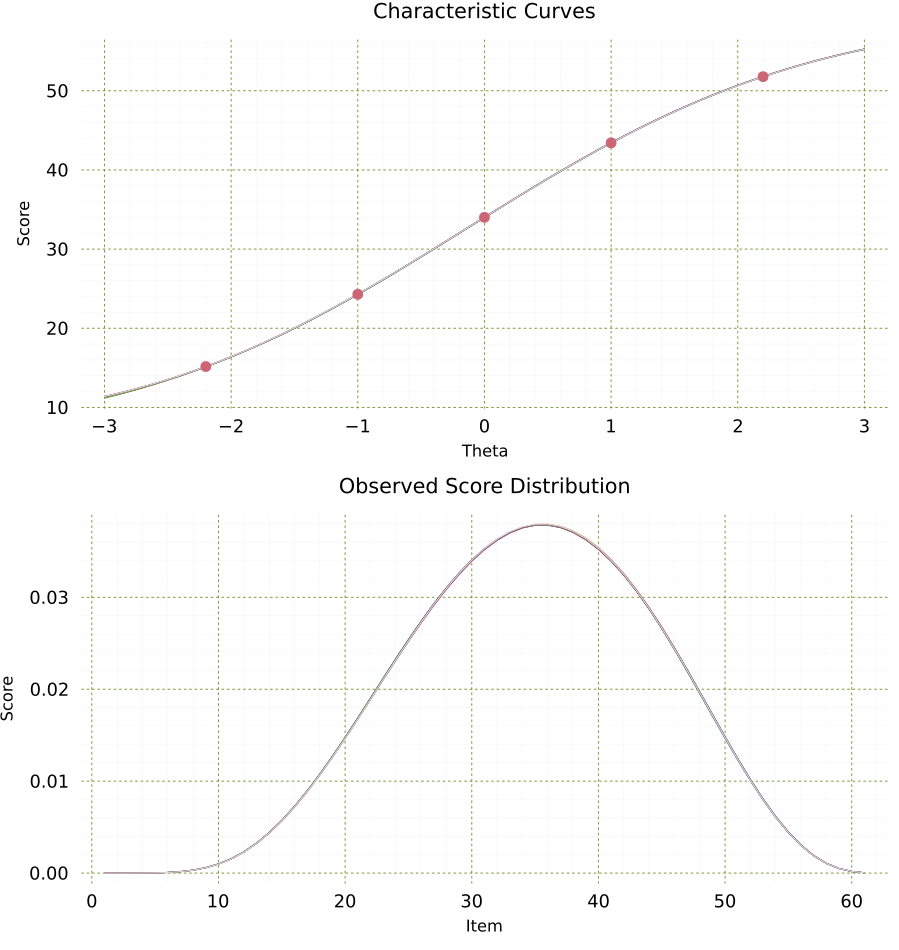 Characteristic Curves
50
40
30
20
10
Score
−3 −2 −1 0 1 2 3
Theta
Observed Score Distribution
0.03
0.02
0.01
0.00
Score
0 10 20 30 40 50 60
Item